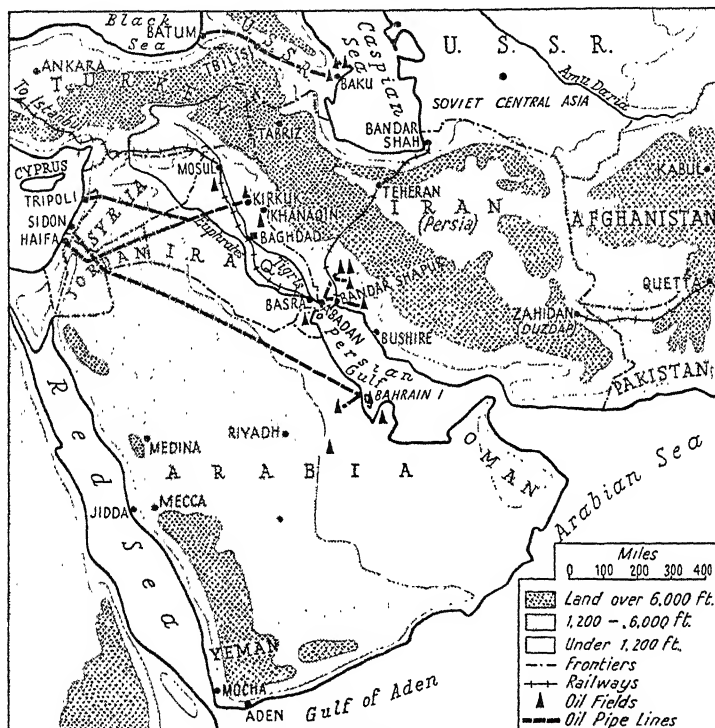 Black
Sea
BATUM
U. S. S. R.
TBILISI
BAKU
Caspian
Sea
U. S. S. R.
Amu Daria
SOVIET CENTRAL ASIA
ANKARA
TURKEY
To Istanbul
TABRIZ
BANDAR
SHAH
CYPRUS
MOSUL
TEHERAN
KABUL
TRIPOLI
SYRIA
KIRKUK
KHANAQIN
IRAN
(Persia)
AFGHANISTAN
SIDON
HAIFA
Euphrates
BAGHDAD
JORDAN
IRAQ
Tigris
BANDAR SHAPUR
QUETTA
BASRA
ABADAN
BUSHIRE
ZAHIDAN
(DUZDAP)
Persian
Gulf
PAKISTAN
BAHRAIN I
Red Sea
MEDINA
RIYADH
ARABIA
OMAN
Arabian Sea
JIDDA
MECCA
YEMAN
MOCHA
ADEN
Gulf of Aden
Miles
0 100 200 300 400
Land over 6,000 ft.
1,200 - 6,000 ft.
Under 1,200 ft.
Frontiers
Railways
Oil Fields
Oil Pipe Lines